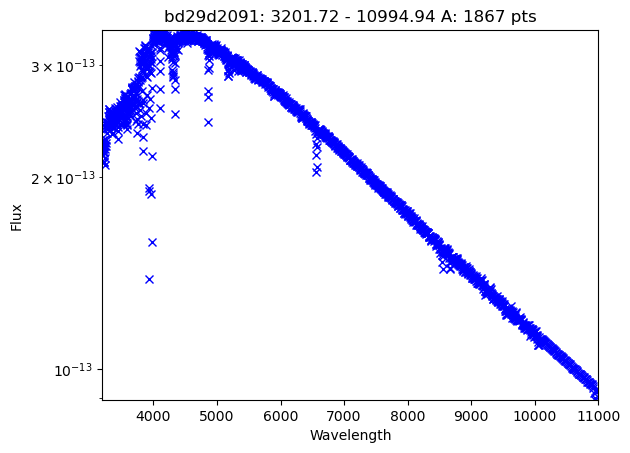 bd29d2091: 3201.72 - 10994.94 A: 1867 pts
3 × 10⁻¹³
2 × 10⁻¹³
10⁻¹³
Flux
4000 5000 6000 7000 8000 9000 10000 11000
Wavelength